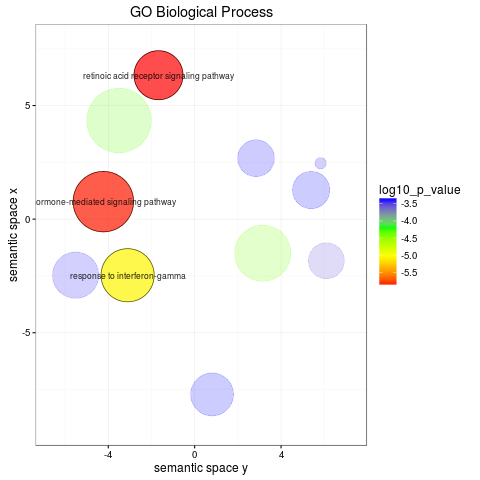 GO Biological Process
retinoic acid receptor signaling pathway
ormone-mediated signaling pathway
response to interferon-gamma
5
0
-5
-4
0
4
semantic space y
semantic space x
log10_p_value
-3.5
-4.0
-4.5
-5.0
-5.5